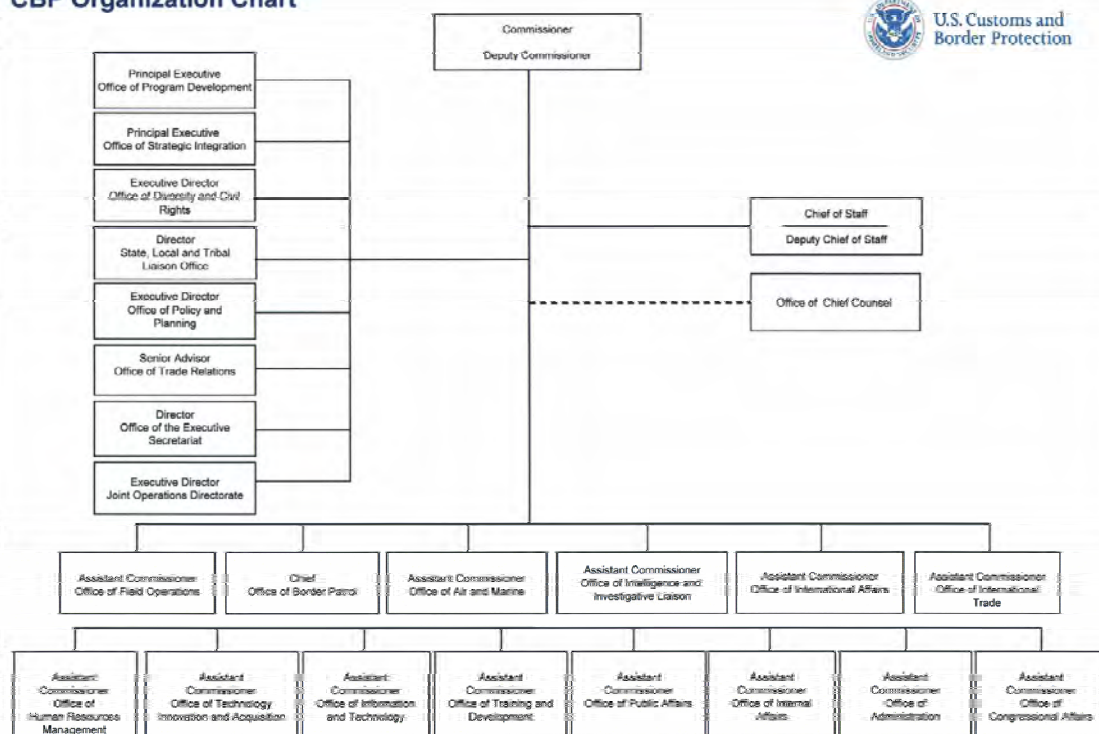 CBP Organization Chart
U.S. Customs and
Border Protection
Commissioner
Deputy Commissioner
Principal Executive
Office of Program Development
Principal Executive
Office of Strategic Integration
Executive Director
Office of Diversity and Civil
Rights
Director
State, Local and Tribal
Liaison Office
Executive Director
Office of Policy and
Planning
Senior Advisor
Office of Trade Relations
Director
Office of the Executive
Secretariat
Executive Director
Joint Operations Directorate
Chief of Staff
Deputy Chief of Staff
Office of Chief Counsel
Assistant Commissioner
Office of Field Operations
Chief
Office of Border Patrol
Assistant Commissioner
Office of Air and Marine
Assistant Commissioner
Office of Intelligence and
Investigative Liaison
Assistant Commissioner
Office of International Affairs
Assistant Commissioner
Office of International
Trade
Assistant
Commissioner
Office of
Human Resources
Management
Assistant
Commissioner
Office of Technology
Innovation and Acquisition
Assistant
Commissioner
Office of Information
and Technology
Assistant
Commissioner
Office of Training and
Development
Assistant
Commissioner
Office of Public Affairs
Assistant
Commissioner
Office of Internal
Affairs
Assistant
Commissioner
Office of
Administration
Assistant
Commissioner
Office of
Congressional Affairs